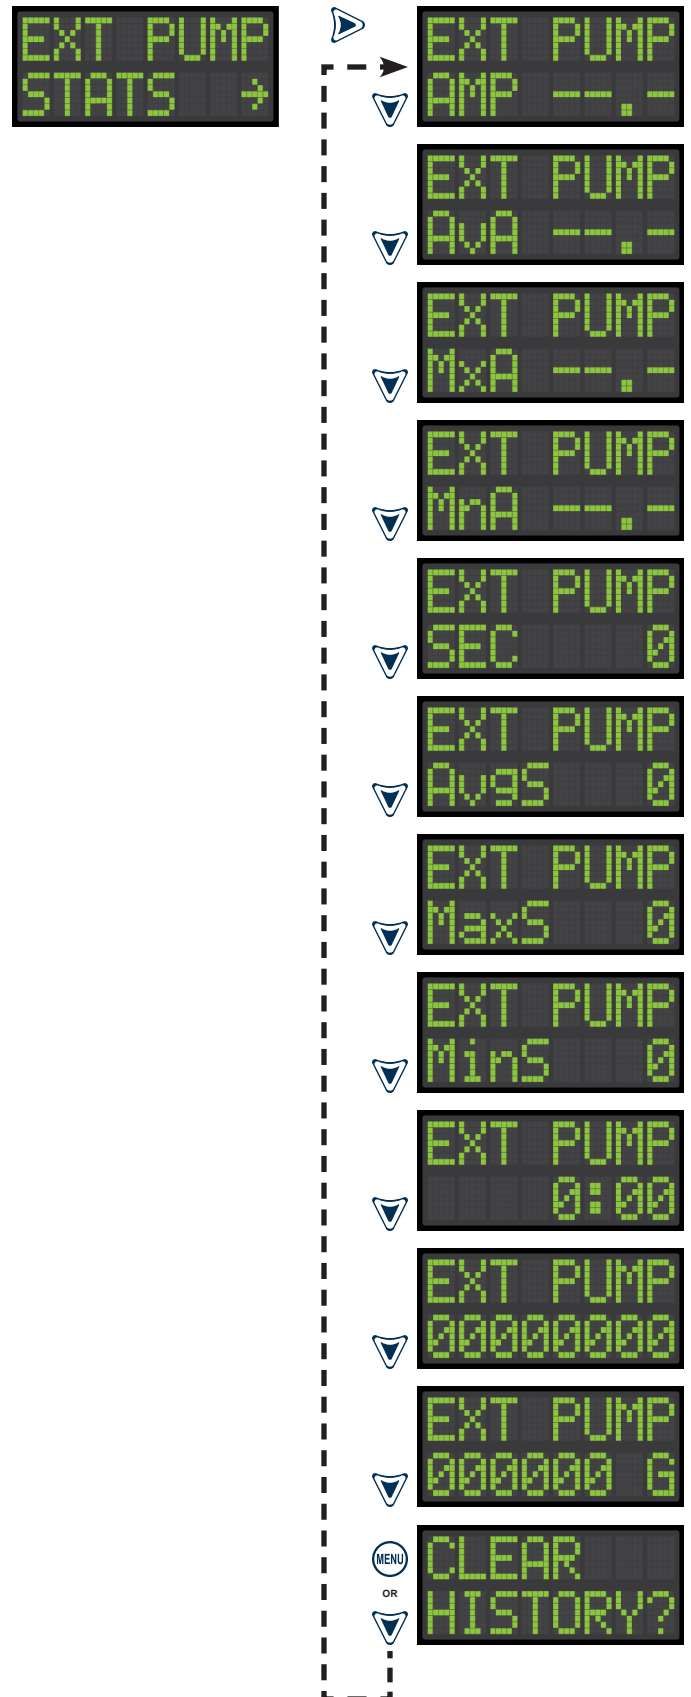 EXT PUMP
STATS →
EXT PUMP
AMP --.-
EXT PUMP
AvA --.-
EXT PUMP
MxA --.-
EXT PUMP
MnA --.-
EXT PUMP
SEC 0
EXT PUMP
AvgS 0
EXT PUMP
MaxS 0
EXT PUMP
MinS 0
EXT PUMP
0:00
EXT PUMP
00000000
EXT PUMP
000000 G
MENU
OR
CLEAR
HISTORY?